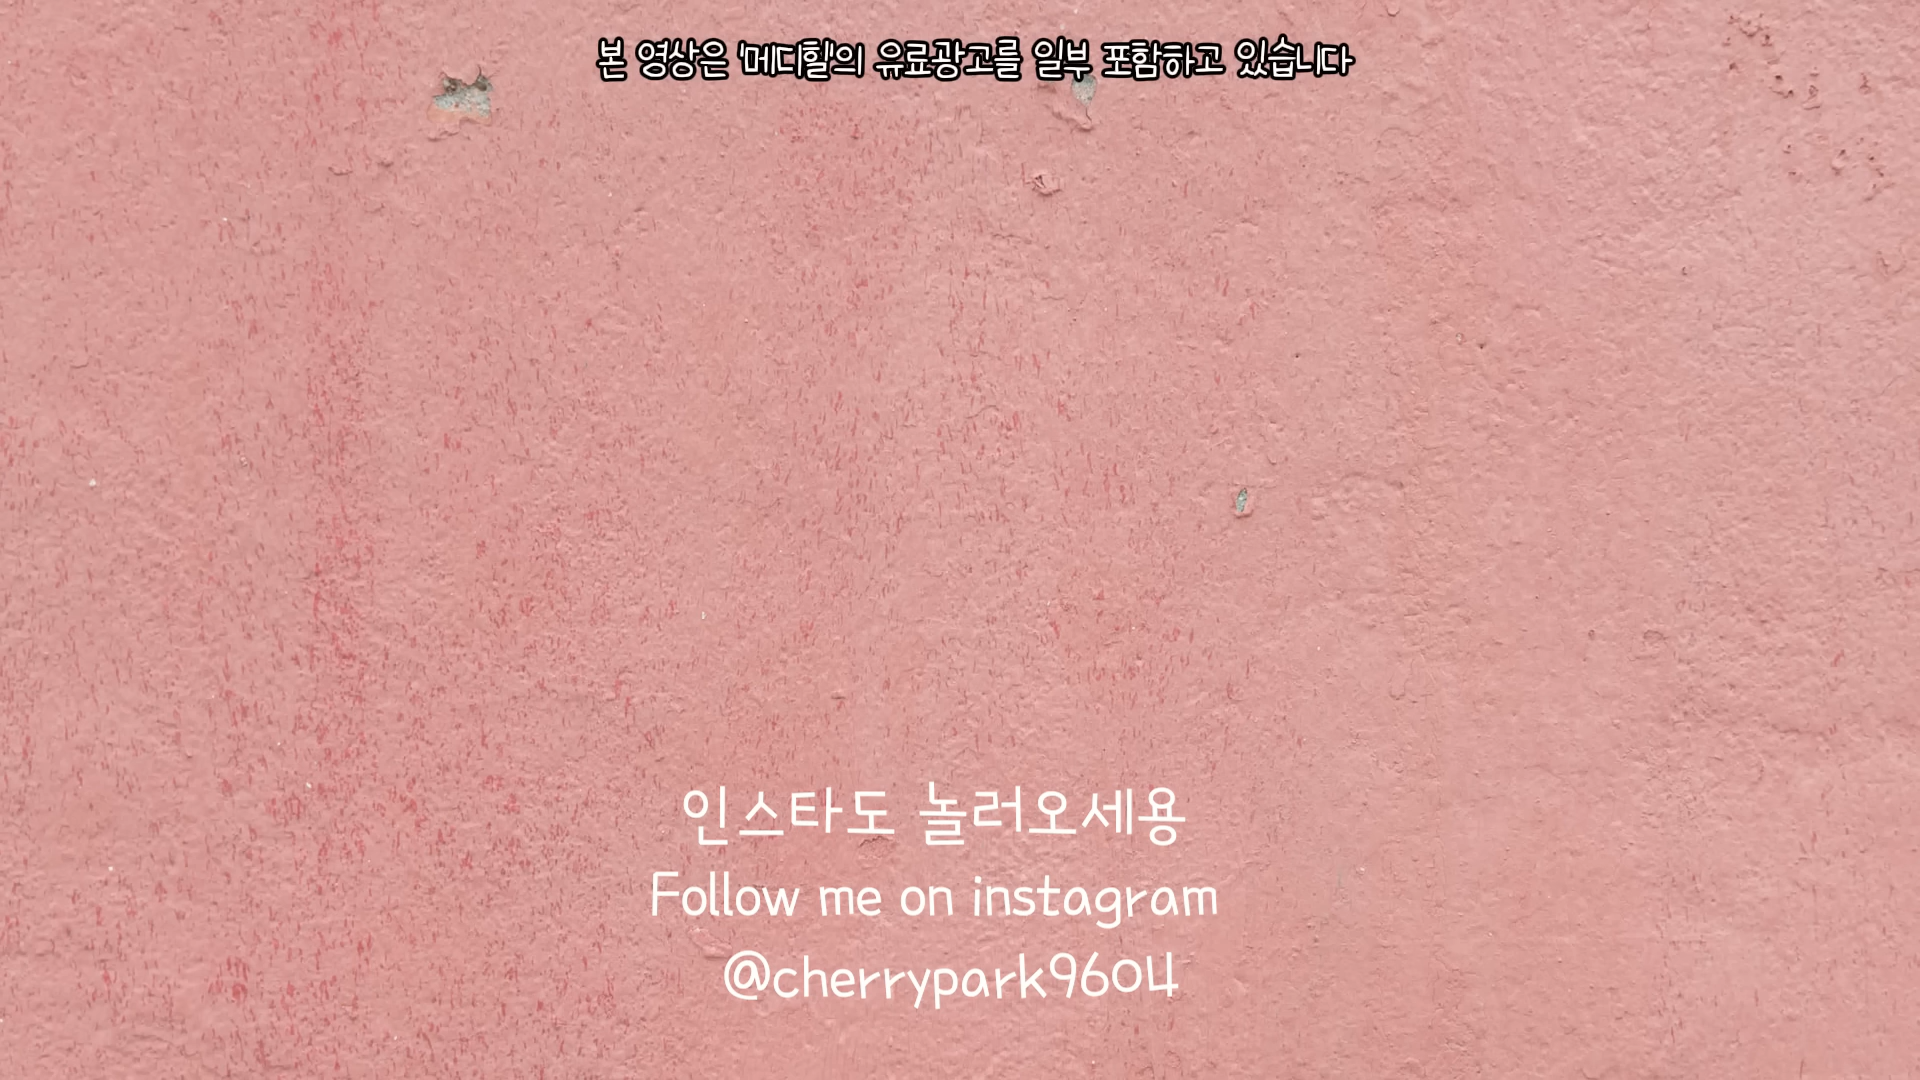 본 영상은 '메디힐'의 유료광고를 일부 포함하고 있습니다
인스타도 놀러오세용
Follow me on instagram
@cherrypark9604